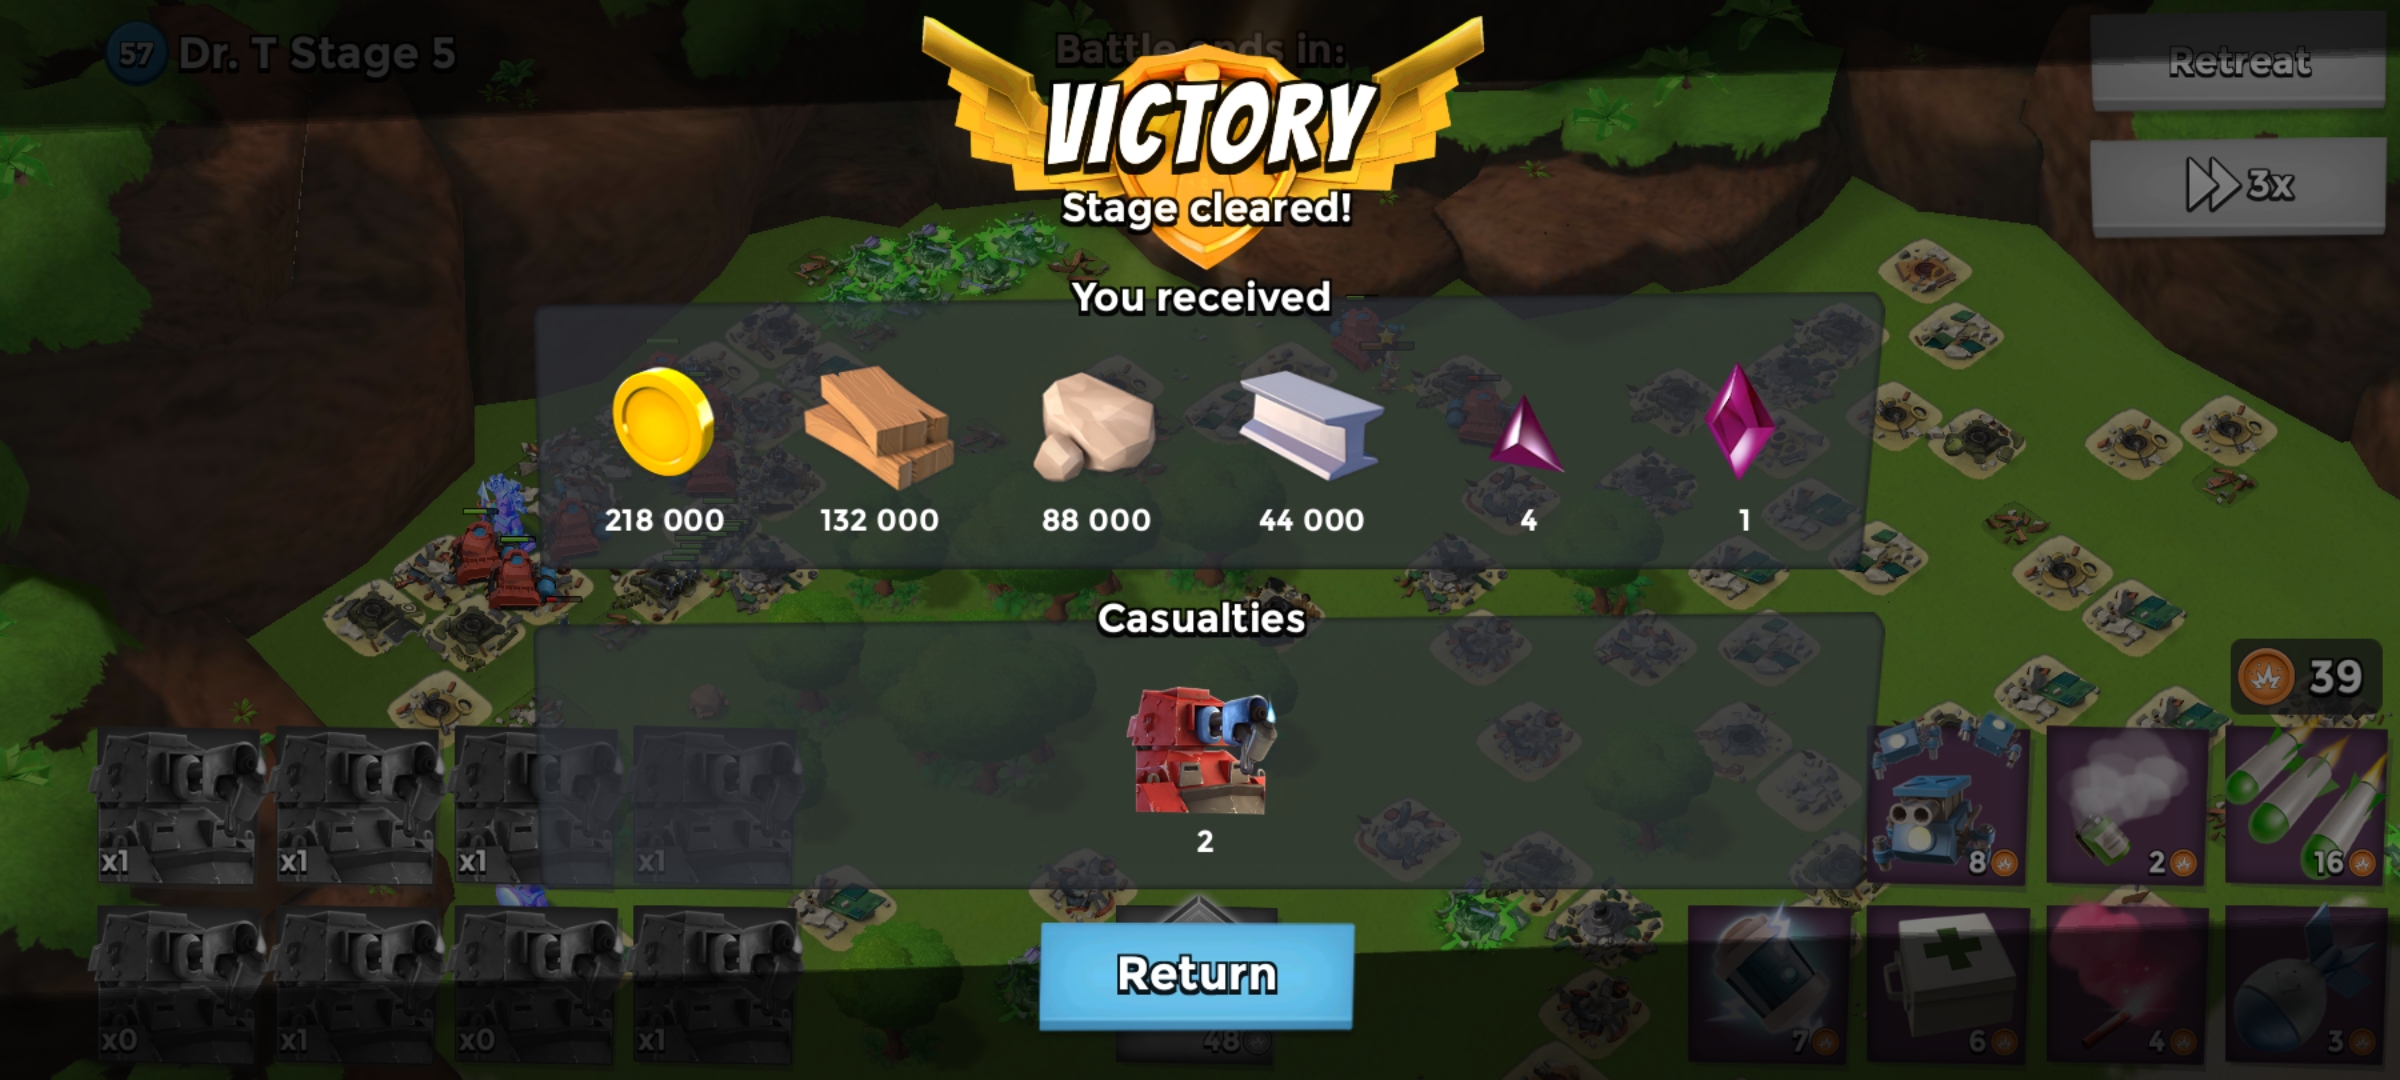 57 Dr. T Stage 5
Battle ends in:
Retreat
3x
VICTORY
Stage cleared!
You received
218 000
132 000
88 000
44 000
4
1
Casualties
2
39
x1
x1
x1
x1
8
2
16
x0
x1
x0
x1
Return
48
7
6
4
3